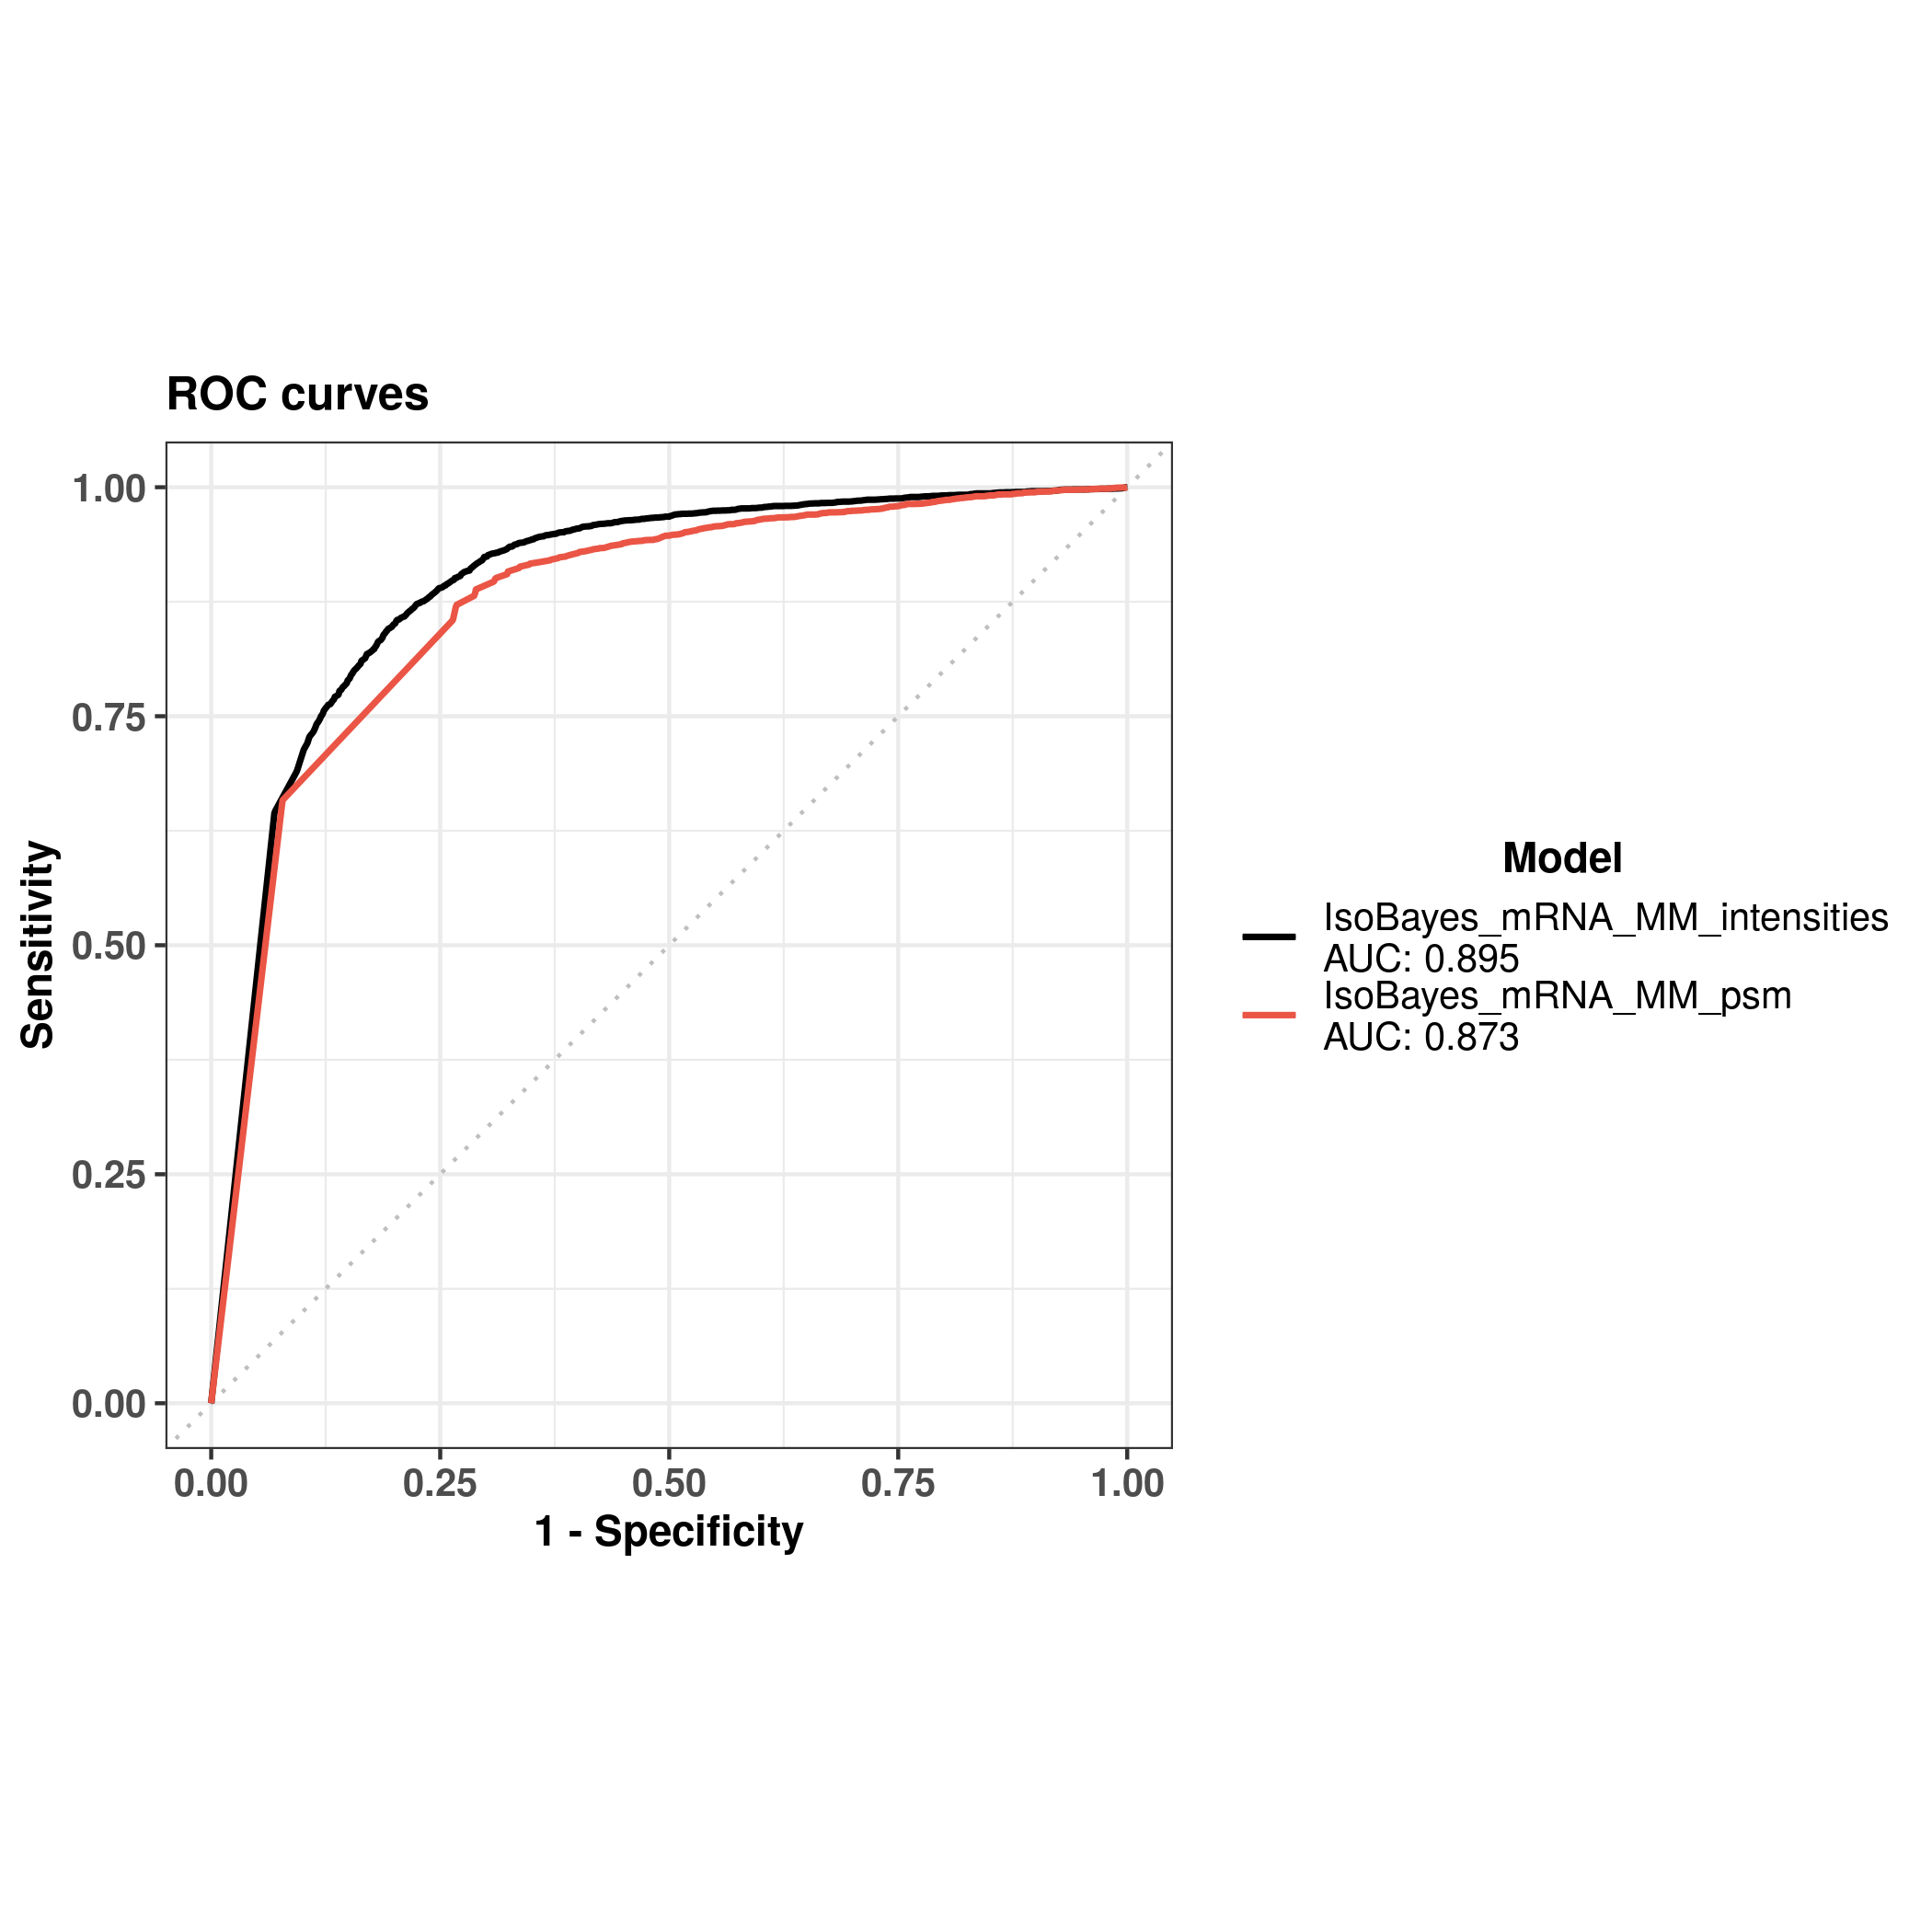 ROC curves
1.00
0.75
0.50
0.25
0.00
Sensitivity
0.00 0.25 0.50 0.75 1.00
1 - Specificity
Model
IsoBayes_mRNA_MM_intensities
AUC: 0.895
IsoBayes_mRNA_MM_psm
AUC: 0.873